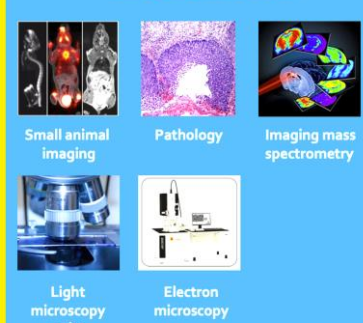 Small animal
imaging
Pathology
Imaging mass
spectrometry
Light
microscopy
Electron
microscopy